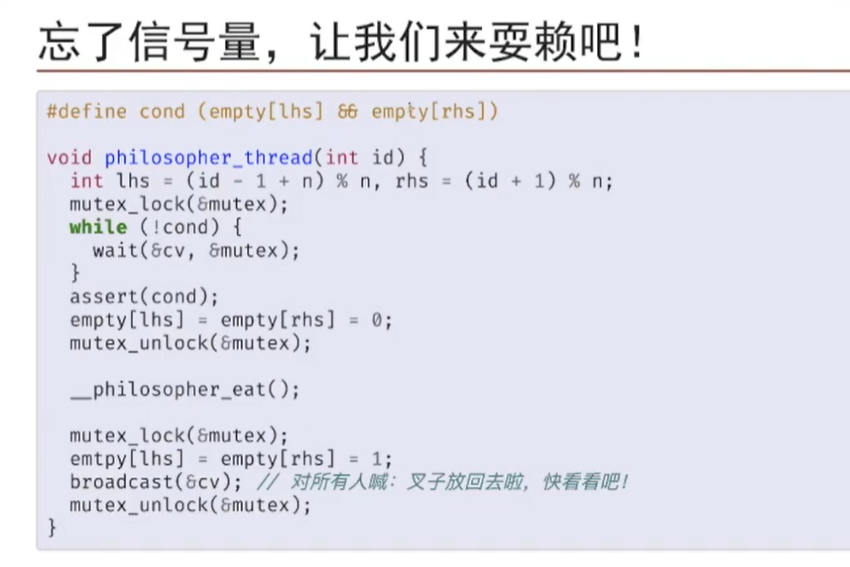 忘了信号量，让我们来耍赖吧！
#define cond (empty[lhs] && empty[rhs])
void philosopher_thread(int id) {
int lhs = (id - 1 + n) % n, rhs = (id + 1) % n;
mutex_lock(&mutex);
while (!cond) {
wait(&cv, &mutex);
}
assert(cond);
empty[lhs] = empty[rhs] = 0;
mutex_unlock(&mutex);
__philosopher_eat();
mutex_lock(&mutex);
emtpy[lhs] = empty[rhs] = 1;
broadcast(&cv); // 对所有人喊：叉子放回去啦，快看看吧！
mutex_unlock(&mutex);
}